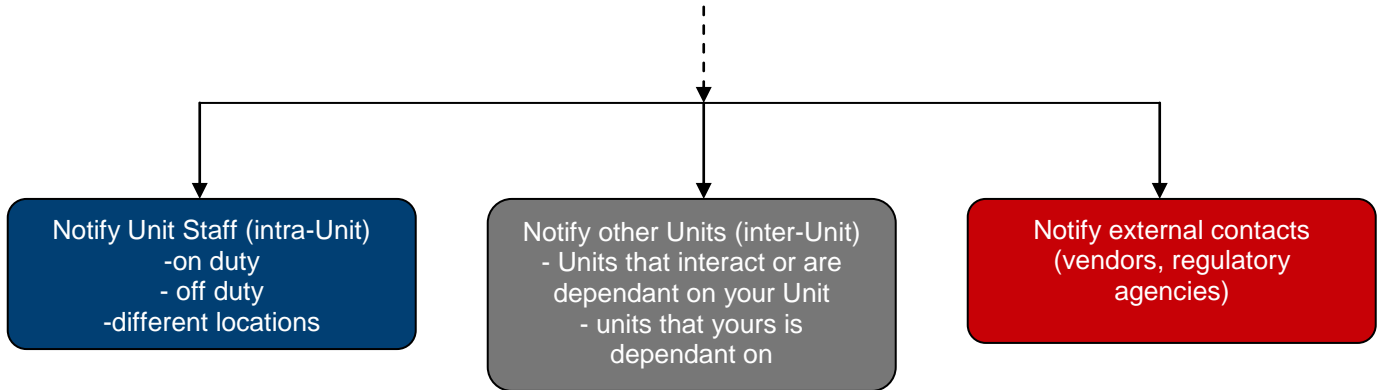 Notify Unit Staff (intra-Unit)
-on duty
- off duty
-different locations
Notify other Units (inter-Unit)
- Units that interact or are
dependant on your Unit
- units that yours is
dependant on
Notify external contacts
(vendors, regulatory
agencies)